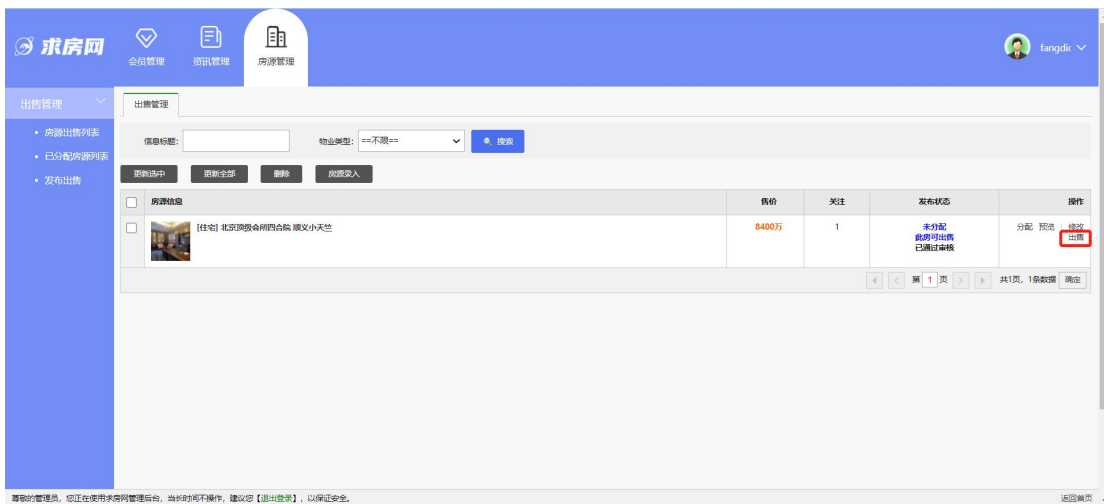 求房网
会员管理 资讯管理 房源管理
fangdic
出售管理
出售管理
• 房源出售列表
• 已分配房源列表
• 发布出售
信息标题: 物业类型: ==不限== 搜索
更新选中 更新全部 删除 房源录入
房源信息 售价 关注 发布状态 操作
[住宅] 北京顶级会所四合院 顺义小天竺 8400万 1 未分配 分配 预览 修改
此房可出售 出售
已通过审核
第 1 页 共1页, 1条数据 确定
尊敬的管理员, 您正在使用求房网管理后台, 当长时间不操作, 建议您【退出登录】, 以保证安全。 返回首页